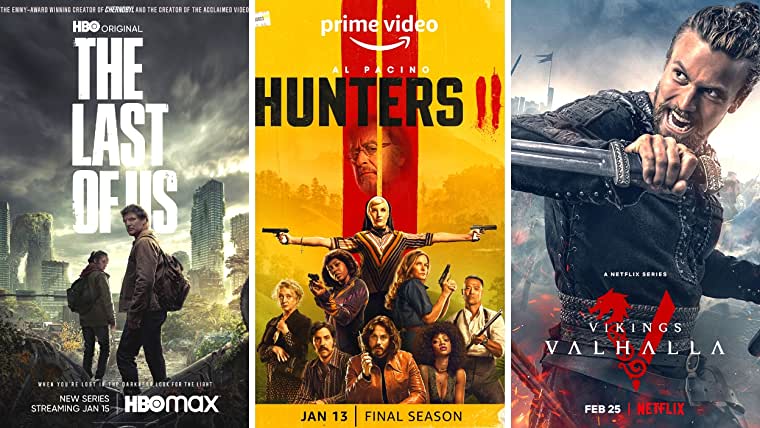 THE EMMY-AWARD WINNING CREATOR OF CHERNOBYL AND THE CREATOR OF THE ACCLAIMED VIDEO
HBO ORIGINAL
THE
LAST
OF US
WHEN YOU'RE LOST IN THE DARKNESS LOOK FOR THE LIGHT
NEW SERIES
STREAMING JAN 15
HBOMAX
prime video
AL PACINO
HUNTERS II
JAN 13 | FINAL SEASON
A NETFLIX SERIES
VIKINGS
VALHALLA
FEB 25 | NETFLIX